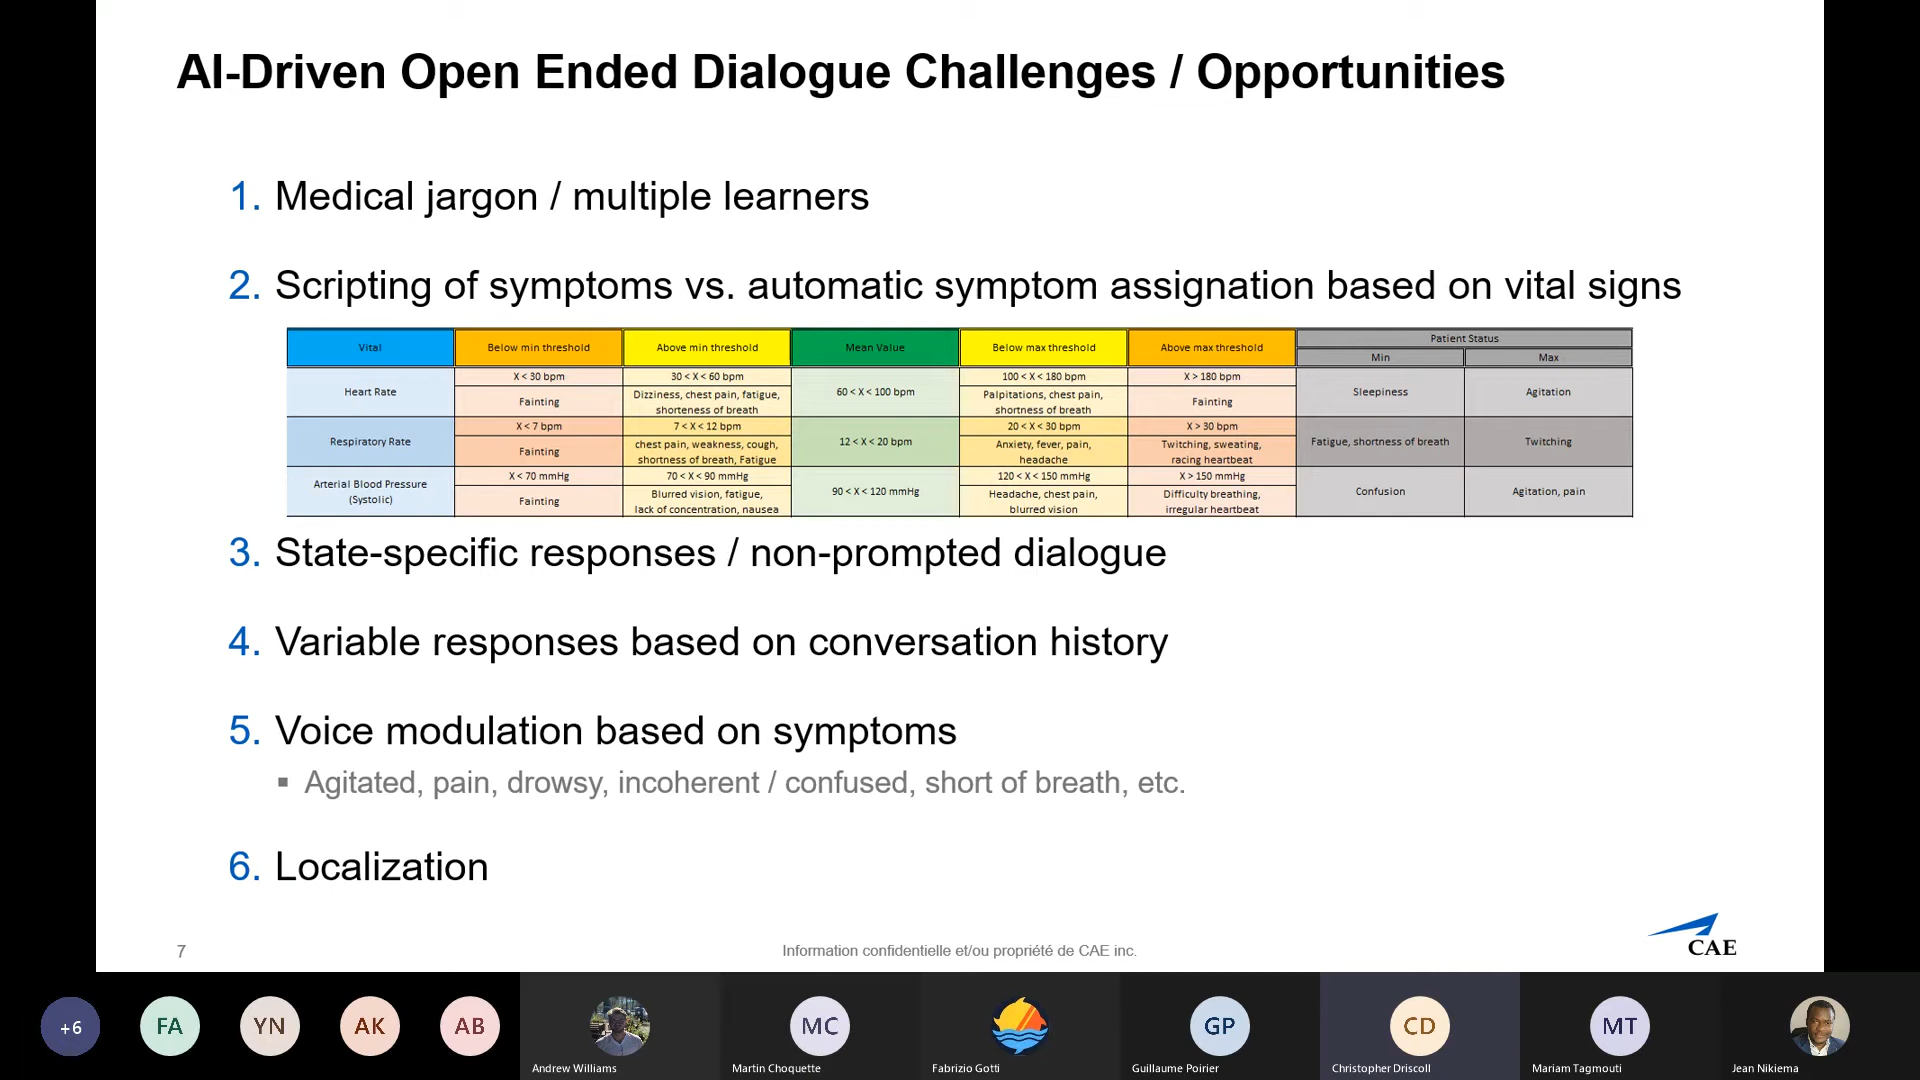 AI-Driven Open Ended Dialogue Challenges / Opportunities
1. Medical jargon / multiple learners
2. Scripting of symptoms vs. automatic symptom assignation based on vital signs
Vital
Below min threshold
Above min threshold
Mean Value
Below max threshold
Above max threshold
Patient Status
Min
Max
Heart Rate
X < 30 bpm
Fainting
30 < X < 60 bpm
Dizziness, chest pain, fatigue,
shorteness of breath
60 < X < 100 bpm
100 < X < 180 bpm
Palpitations, chest pain,
shortness of breath
X > 180 bpm
Fainting
Sleepiness
Agitation
Respiratory Rate
X < 7 bpm
Fainting
7 < X < 12 bpm
chest pain, weakness, cough,
shortness of breath, Fatigue
12 < X < 20 bpm
20 < X < 30 bpm
Anxiety, fever, pain,
headache
X > 30 bpm
Twitching, sweating,
racing heartbeat
Fatigue, shortness of breath
Twitching
Arterial Blood Pressure
(Systolic)
X < 70 mmHg
Fainting
70 < X < 90 mmHg
Blurred vision, fatigue,
lack of concentration, nausea
90 < X < 120 mmHg
120 < X < 150 mmHg
Headache, chest pain,
blurred vision
X > 150 mmHg
Difficulty breathing,
irregular heartbeat
Confusion
Agitation, pain
3. State-specific responses / non-prompted dialogue
4. Variable responses based on conversation history
5. Voice modulation based on symptoms
▪ Agitated, pain, drowsy, incoherent / confused, short of breath, etc.
6. Localization
7
Information confidentielle et/ou propriété de CAE inc.
CAE
+6
FA
YN
AK
AB
Andrew Williams
MC
Martin Choquette
Fabrizio Gotti
GP
Guillaume Poirier
CD
Christopher Driscoll
MT
Mariam Tagmouti
Jean Nikiema